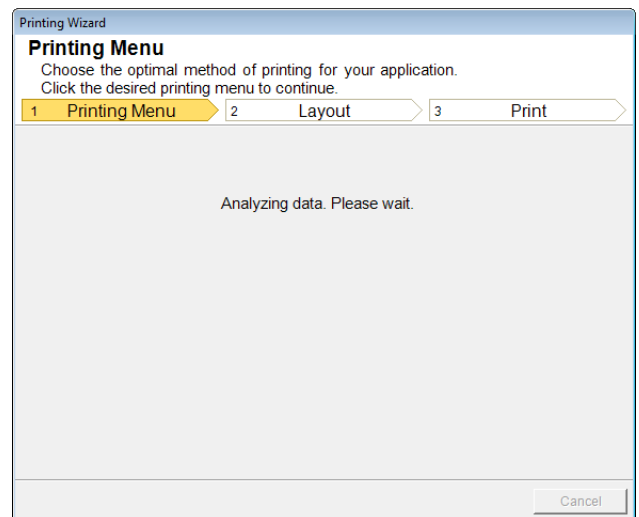 Printing Wizard
Printing Menu
Choose the optimal method of printing for your application.
Click the desired printing menu to continue.
1 Printing Menu 2 Layout 3 Print
Analyzing data. Please wait.
Cancel